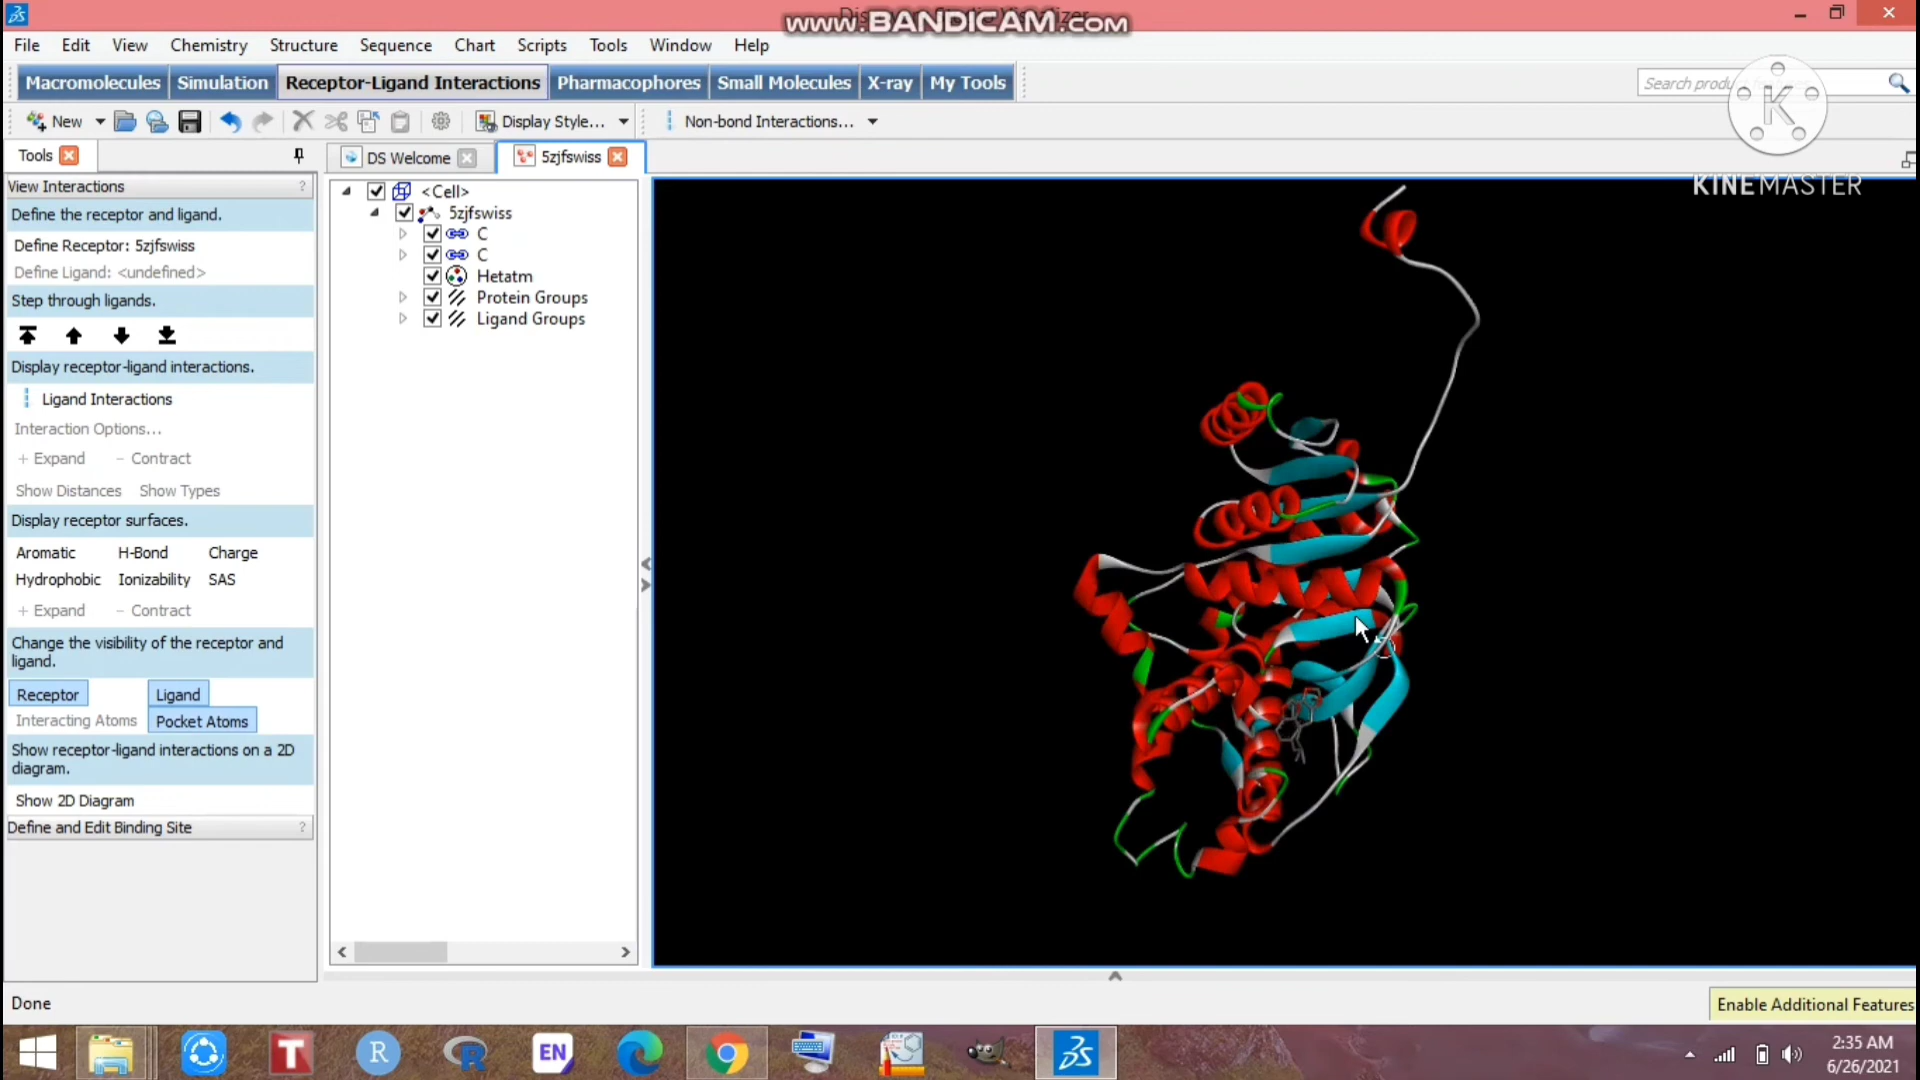 www.BANDICAM.com
File Edit View Chemistry Structure Sequence Chart Scripts Tools Window Help
Macromolecules Simulation Receptor-Ligand Interactions Pharmacophores Small Molecules X-ray My Tools
Search
K
New Display Style... Non-bond Interactions...
KINEMASTER
Tools
DS Welcome 5zjfswiss
View Interactions ?
Define the receptor and ligand.
Define Receptor: 5zjfswiss
Define Ligand: <undefined>
Step through ligands.
Display receptor-ligand interactions.
Ligand Interactions
Interaction Options...
+ Expand - Contract
Show Distances Show Types
Display receptor surfaces.
Aromatic H-Bond Charge
Hydrophobic Ionizability SAS
+ Expand - Contract
Change the visibility of the receptor and
ligand.
Receptor Ligand
Interacting Atoms Pocket Atoms
Show receptor-ligand interactions on a 2D
diagram.
Show 2D Diagram
Define and Edit Binding Site ?
<Cell>
5zjfswiss
C
C
Hetatm
Protein Groups
Ligand Groups
Done
Enable Additional Features
T R R EN
2:35 AM
6/26/2021